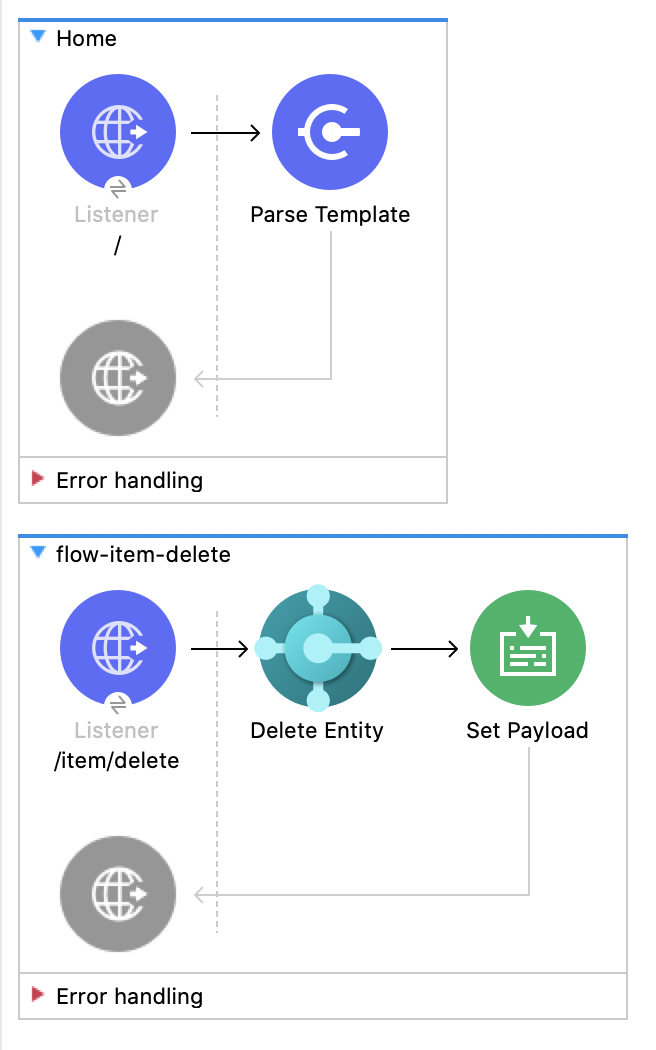 Home
Listener
Parse Template
/
Error handling
flow-item-delete
Listener
Delete Entity
Set Payload
/item/delete
Error handling